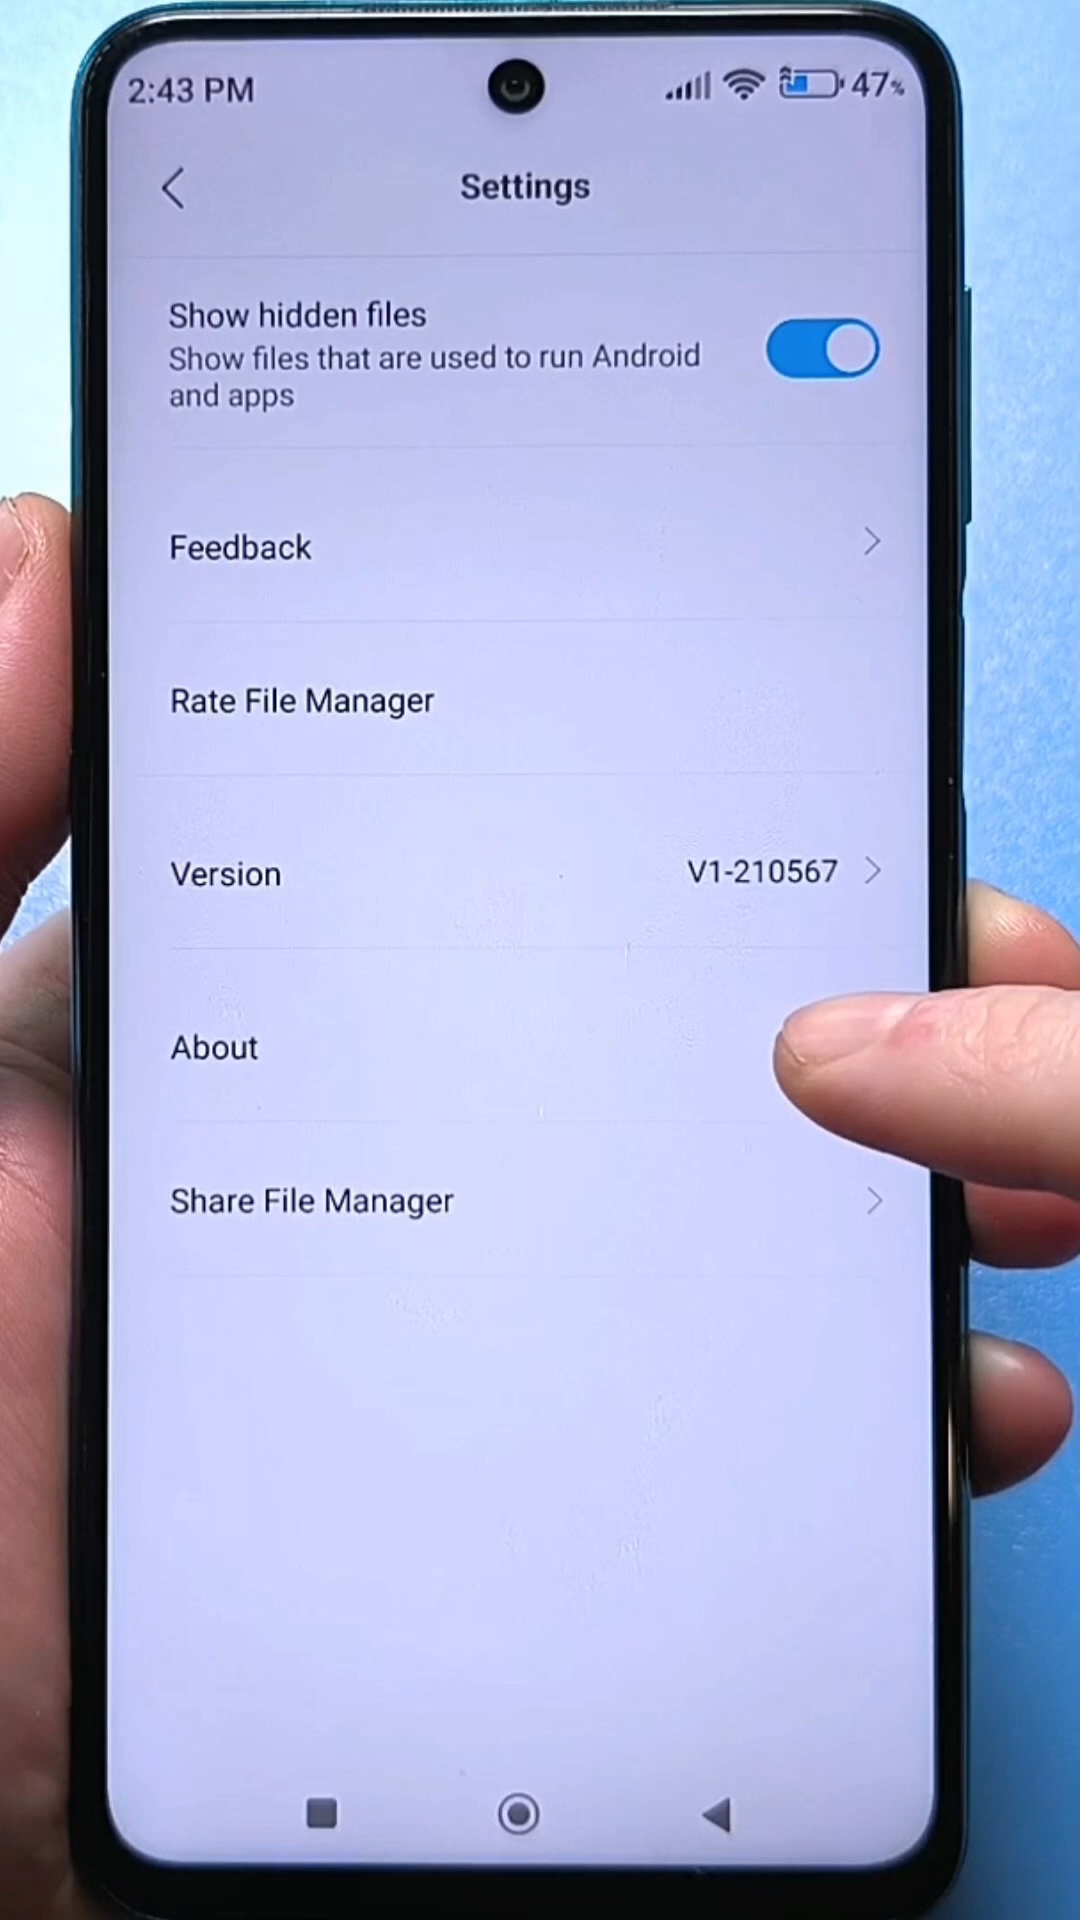 2:43 PM
47%
Settings
Show hidden files
Show files that are used to run Android
and apps
Feedback
Rate File Manager
Version
V1-210567
About
Share File Manager